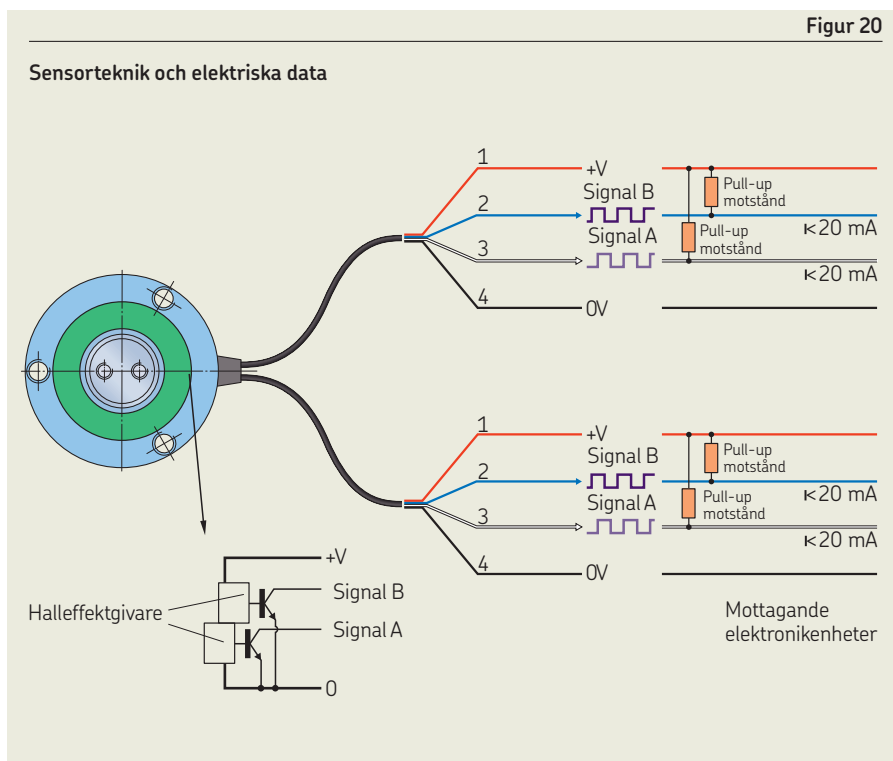 Figur 20
Sensorteknik och elektriska data
1
+V
Signal B
Pull-up
motstånd
2
Signal A
Pull-up
motstånd
I<20 mA
3
I<20 mA
4
0V
1
+V
Signal B
Pull-up
motstånd
2
Signal A
Pull-up
motstånd
I<20 mA
3
I<20 mA
4
0V
+V
Signal B
Halleffektgivare
Signal A
0
Mottagande
elektronikenheter